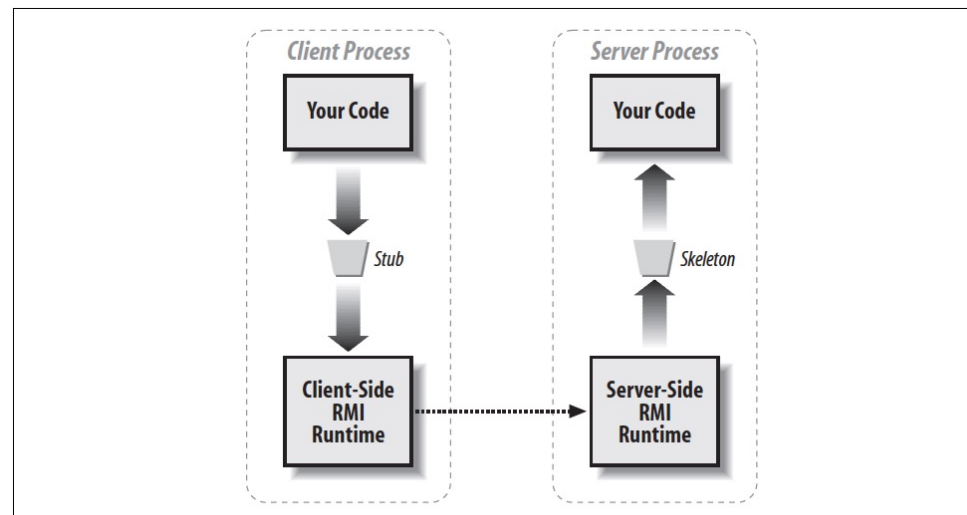 Client Process
Your Code
Stub
Client-Side
RMI
Runtime
Server Process
Your Code
Skeleton
Server-Side
RMI
Runtime